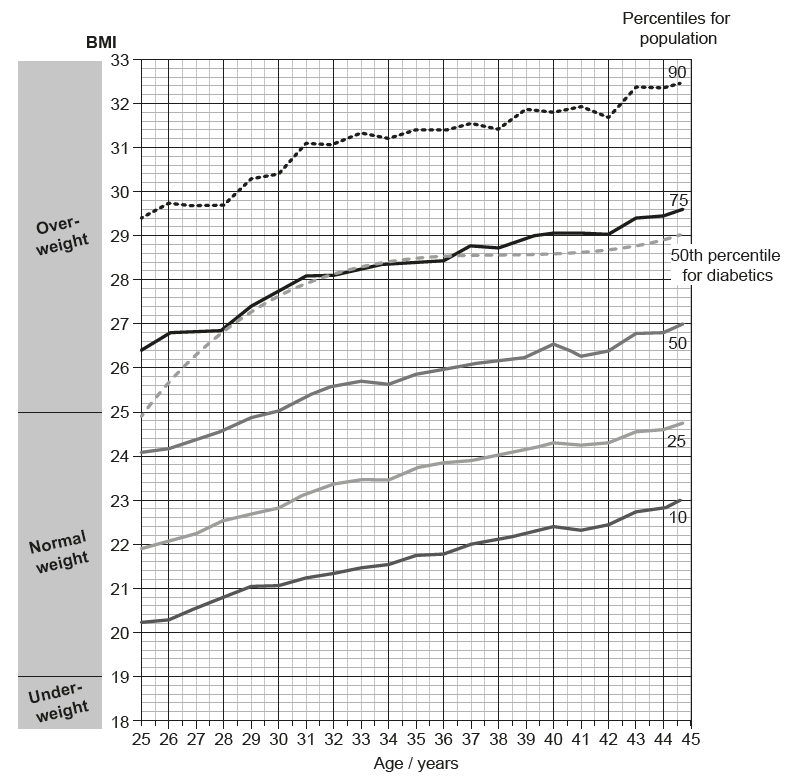 Percentiles for
population
BMI
33
32
31
30
29
28
27
26
25
24
23
22
21
20
19
18
Over-
weight
Normal
weight
Under-
weight
90
75
50th percentile
for diabetics
50
25
10
25 26 27 28 29 30 31 32 33 34 35 36 37 38 39 40 41 42 43 44 45
Age / years